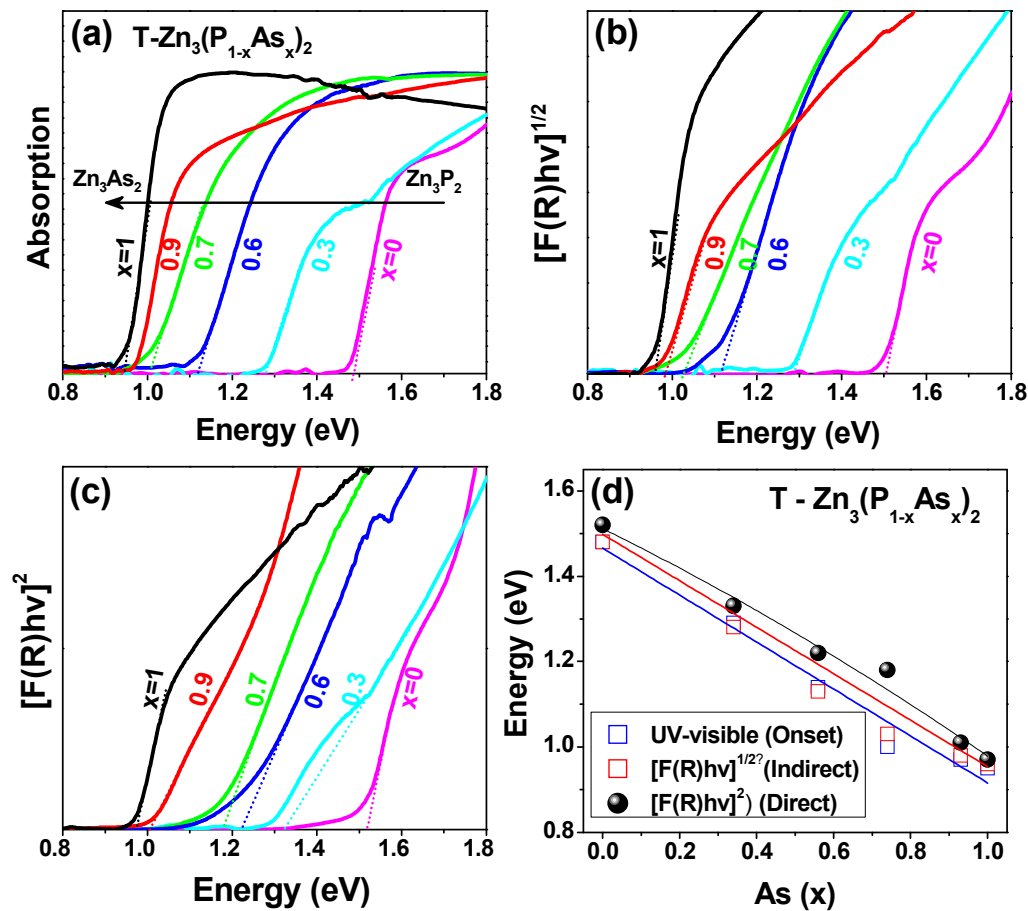 (a)
T-Zn3(P1-xAsx)2
Absorption
Zn3As2
Zn3P2
x=1
0.9
0.7
0.6
0.3
x=0
0.8 1.0 1.2 1.4 1.6 1.8
Energy (eV)
(b)
[F(R)hv]1/2
x=1
0.9
0.7
0.6
0.3
x=0
0.8 1.0 1.2 1.4 1.6 1.8
Energy (eV)
(c)
[F(R)hv]2
x=1
0.9
0.7
0.6
0.3
x=0
0.8 1.0 1.2 1.4 1.6 1.8
Energy (eV)
(d)
T - Zn3(P1-xAsx)2
Energy (eV)
1.6
1.4
1.2
1.0
0.8
UV-visible (Onset)
[F(R)hv]1/2?(Indirect)
[F(R)hv]2) (Direct)
0.0 0.2 0.4 0.6 0.8 1.0
As (x)